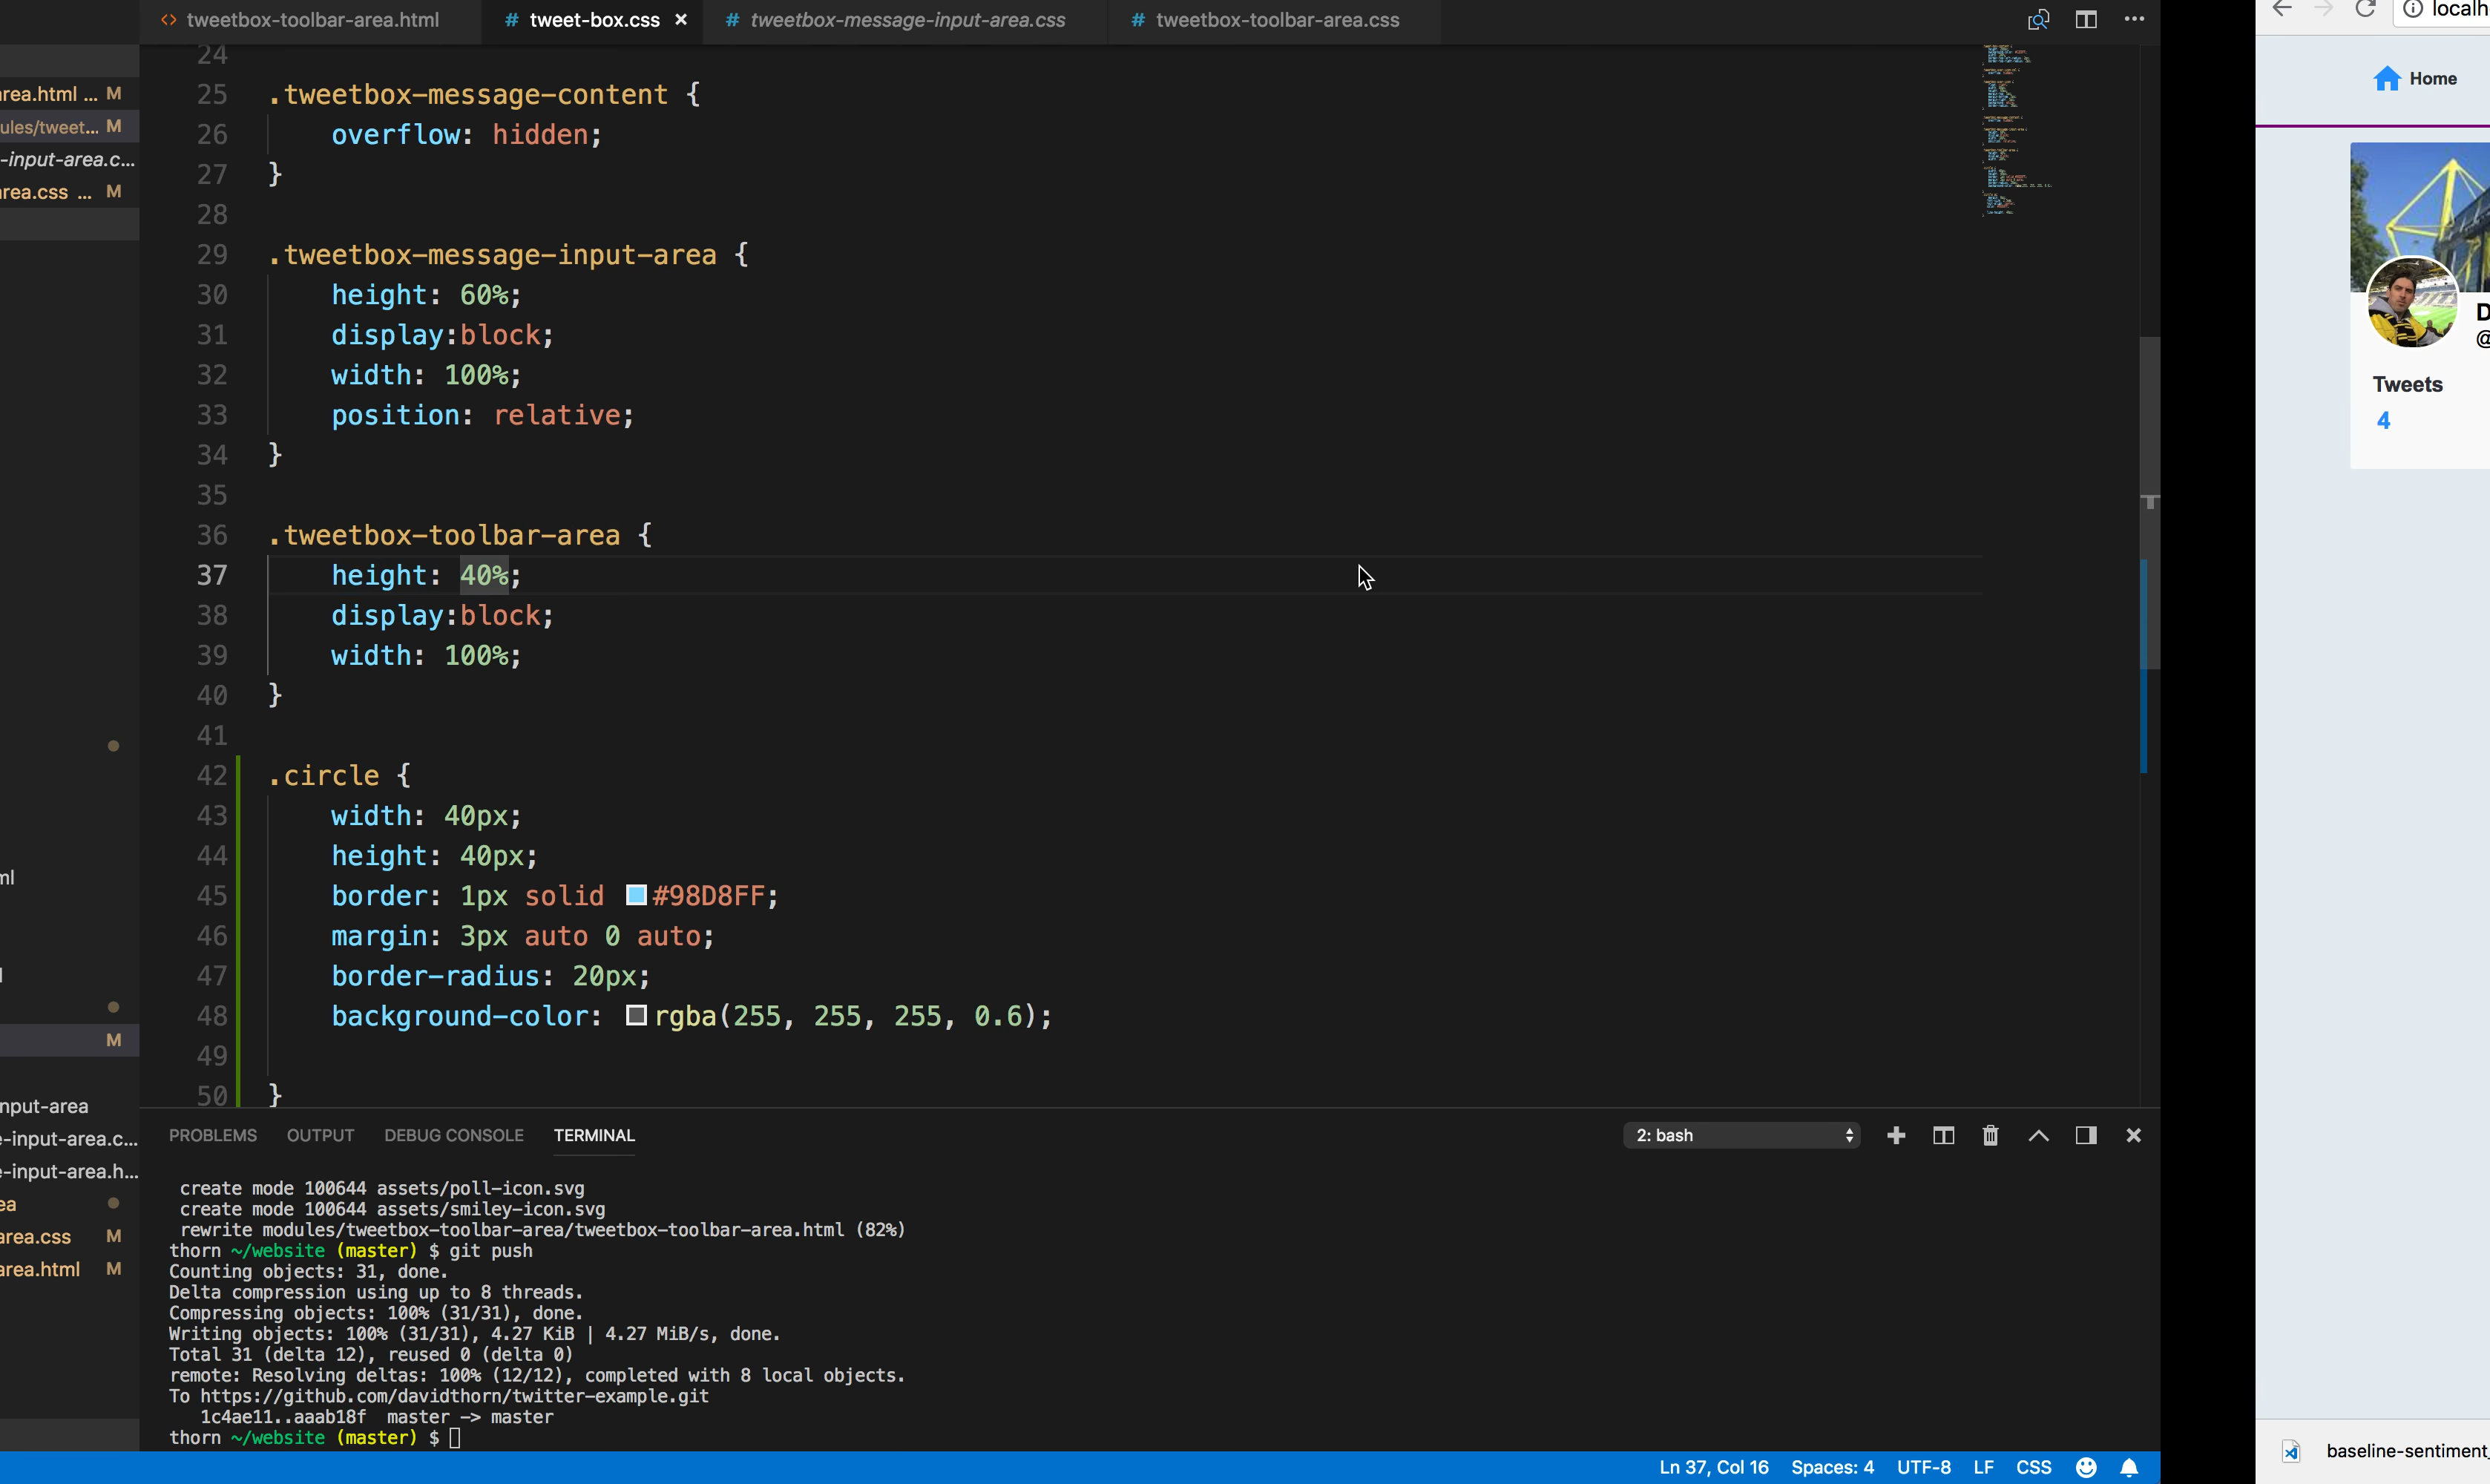 tweetbox-toolbar-area.html
tweet-box.css
tweetbox-message-input-area.css
tweetbox-toolbar-area.css
localh
Home
Tweets
4
D
@
area.html ... M
ules/tweet... M
-input-area.c...
area.css ... M
ml
M
nput-area
e-input-area.c...
e-input-area.h...
ea
area.css M
area.html M
24
25 .tweetbox-message-content {
26 overflow: hidden;
27 }
28
29 .tweetbox-message-input-area {
30 height: 60%;
31 display:block;
32 width: 100%;
33 position: relative;
34 }
35
36 .tweetbox-toolbar-area {
37 height: 40%;
38 display:block;
39 width: 100%;
40 }
41
42 .circle {
43 width: 40px;
44 height: 40px;
45 border: 1px solid #98D8FF;
46 margin: 3px auto 0 auto;
47 border-radius: 20px;
48 background-color: rgba(255, 255, 255, 0.6);
49
50 }
PROBLEMS OUTPUT DEBUG CONSOLE TERMINAL
2: bash
create mode 100644 assets/poll-icon.svg
create mode 100644 assets/smiley-icon.svg
rewrite modules/tweetbox-toolbar-area/tweetbox-toolbar-area.html (82%)
thorn ~/website (master) $ git push
Counting objects: 31, done.
Delta compression using up to 8 threads.
Compressing objects: 100% (31/31), done.
Writing objects: 100% (31/31), 4.27 KiB | 4.27 MiB/s, done.
Total 31 (delta 12), reused 0 (delta 0)
remote: Resolving deltas: 100% (12/12), completed with 8 local objects.
To https://github.com/davidthorn/twitter-example.git
1c4ae11..aaab18f master -> master
thorn ~/website (master) $
Ln 37, Col 16 Spaces: 4 UTF-8 LF CSS
baseline-sentiment